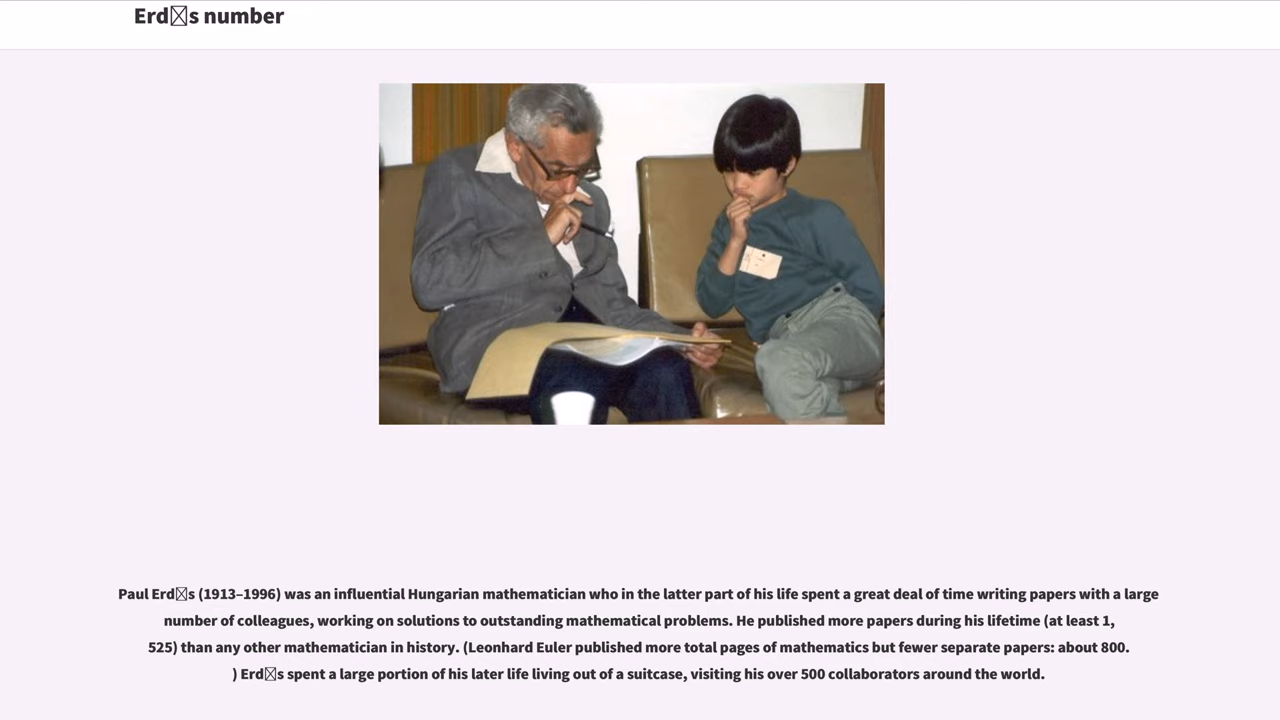 Erd☒s number
Paul Erd☒s (1913–1996) was an influential Hungarian mathematician who in the latter part of his life spent a great deal of time writing papers with a large
number of colleagues, working on solutions to outstanding mathematical problems. He published more papers during his lifetime (at least 1,
525) than any other mathematician in history. (Leonhard Euler published more total pages of mathematics but fewer separate papers: about 800.
) Erd☒s spent a large portion of his later life living out of a suitcase, visiting his over 500 collaborators around the world.